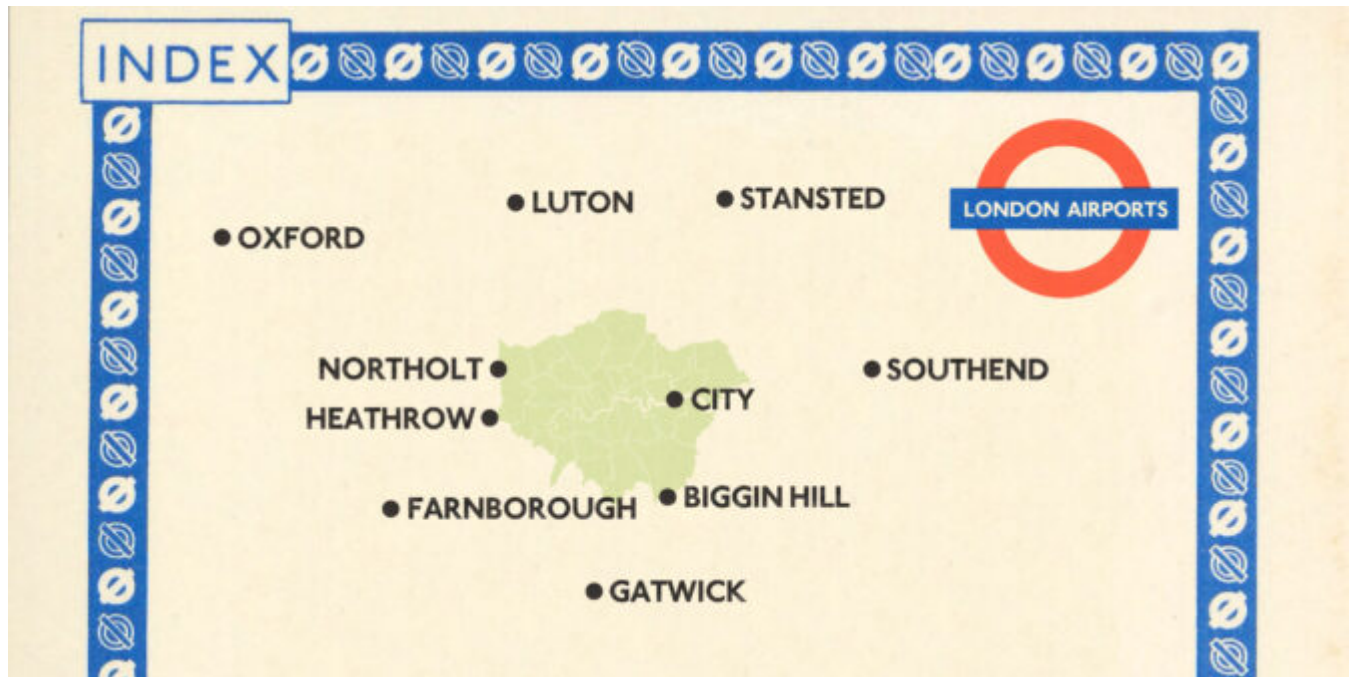 INDEX
LUTON
STANSTED
LONDON AIRPORTS
OXFORD
NORTHOLT
SOUTHEND
CITY
HEATHROW
BIGGIN HILL
FARNBOROUGH
GATWICK